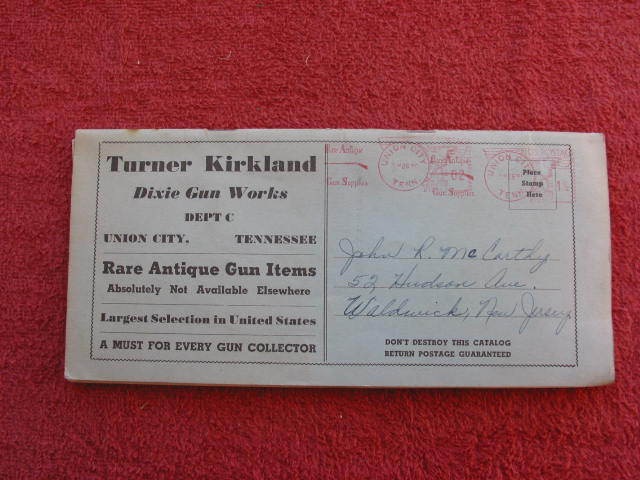 Turner Kirkland
Dixie Gun Works
DEPT C
UNION CITY, TENNESSEE
Rare Antique Gun Items
Absolutely Not Available Elsewhere
Largest Selection in United States
A MUST FOR EVERY GUN COLLECTOR
Rare Antique
Gun Supplies
UNION CITY
TENN.
Rare Antique
Gun Supplies
UNION CITY
TENN.
Place
Stamp
Here
John R. McCarthy
52 Hudson Ave.
Waldwick, New Jersey
DON'T DESTROY THIS CATALOG
RETURN POSTAGE GUARANTEED